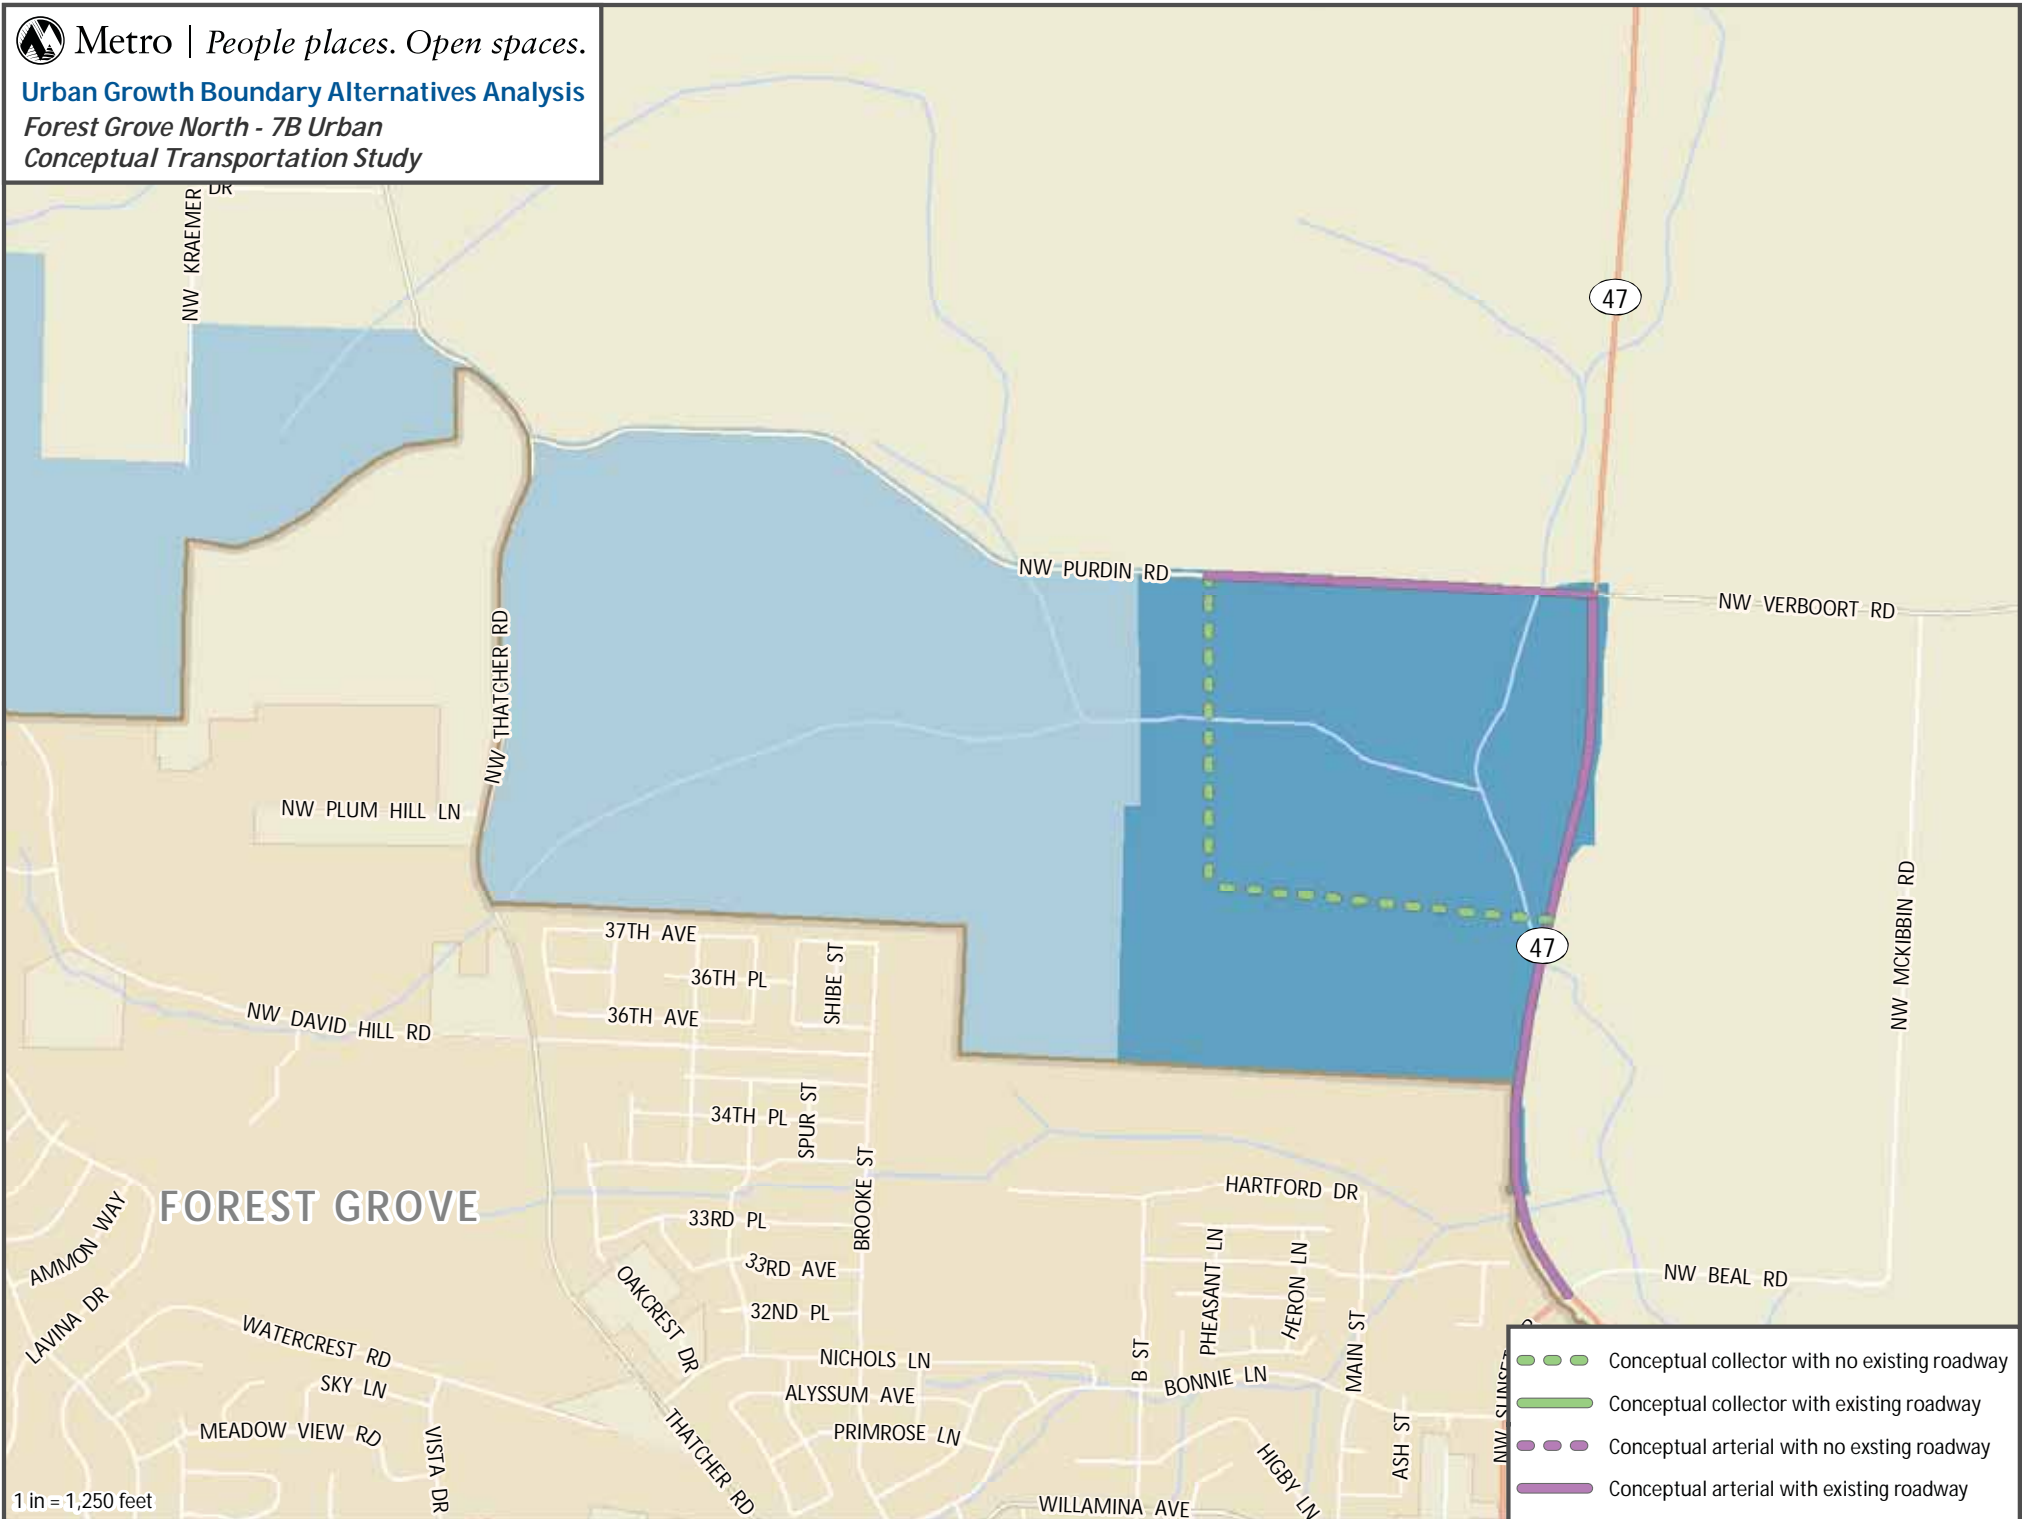 Metro | People places. Open spaces.
Urban Growth Boundary Alternatives Analysis
Forest Grove North - 7B Urban
Conceptual Transportation Study
NW KRAEMER
DR
47
NW PURDIN RD
NW VERBOORT RD
NW THATCHER RD
NW PLUM HILL LN
NW MCKIBBIN RD
37TH AVE
36TH PL
SHIBE ST
47
36TH AVE
NW DAVID HILL RD
34TH PL
SPUR ST
BROOKE ST
FOREST GROVE
HARTFORD DR
33RD PL
AMMON WAY
33RD AVE
PHEASANT LN
HERON LN
NW BEAL RD
OAKCREST DR
32ND PL
LAVINA DR
WATERCREST RD
MAIN ST
B ST
NICHOLS LN
SKY LN
ALYSSUM AVE
BONNIE LN
MEADOW VIEW RD
VISTA DR
THATCHER RD
PRIMROSE LN
HIGBY LN
ASH ST
WILLAMINA AVE
Conceptual collector with no existing roadway
Conceptual collector with existing roadway
Conceptual arterial with no exsting roadway
Conceptual arterial with existing roadway
1 in = 1,250 feet